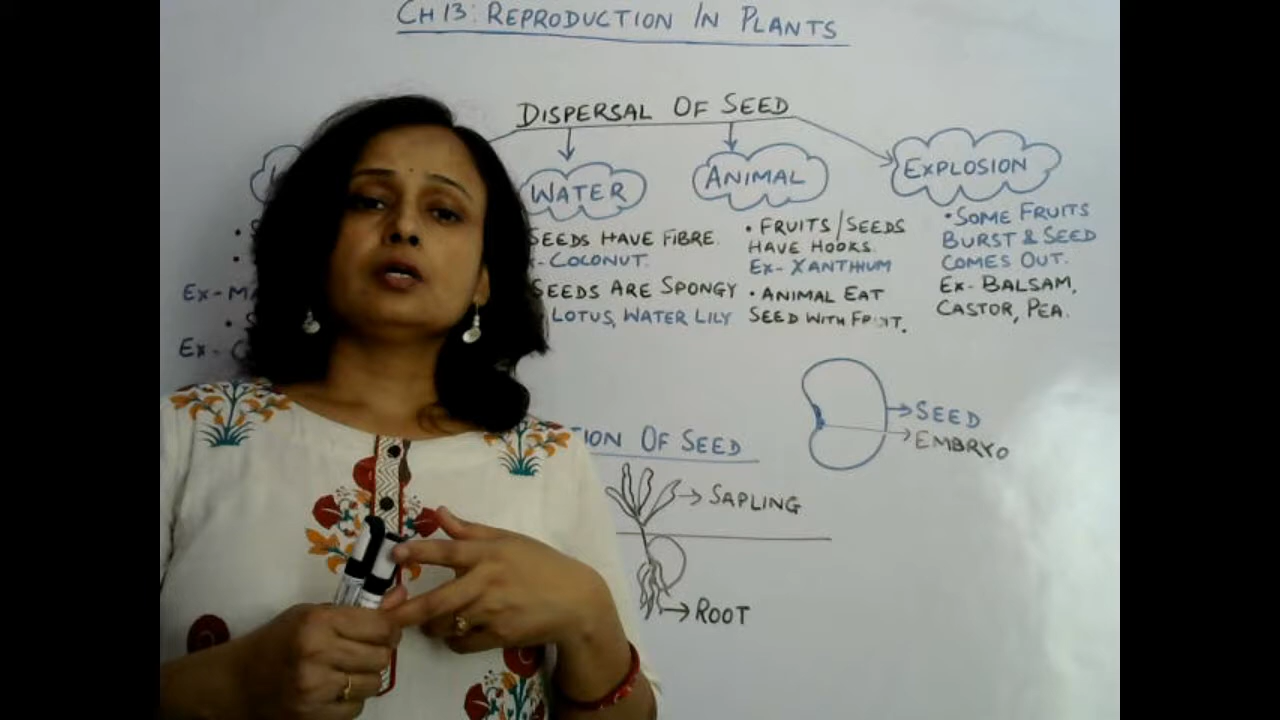 CH 13: REPRODUCTION IN PLANTS
DISPERSAL OF SEED
WATER
ANIMAL
EXPLOSION
SEEDS HAVE FIBRE.
COCONUT.
SEEDS ARE SPONGY
LOTUS, WATER LILY
• FRUITS/SEEDS
HAVE HOOKS.
EX- XANTHIUM
• ANIMAL EAT
SEED WITH FRUIT.
• SOME FRUITS
BURST & SEED
COMES OUT.
EX- BALSAM,
CASTOR, PEA.
EX-
EX-
OF SEED
SEED
EMBRYO
SAPLING
ROOT